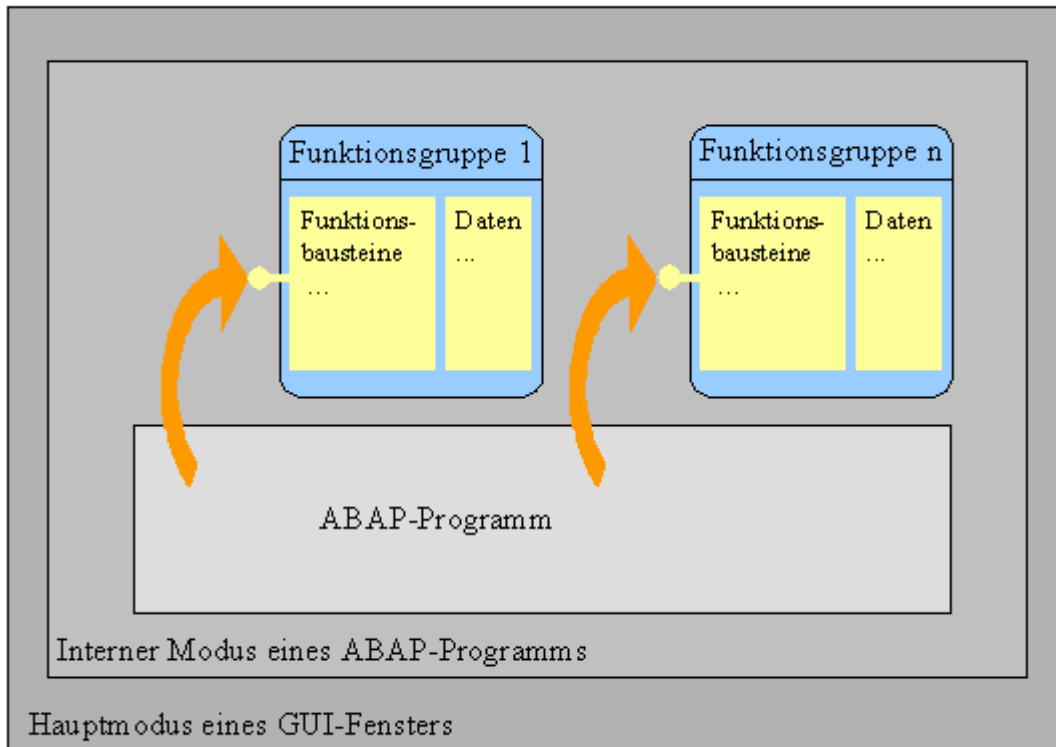 Funktionsgruppe 1
Funktions-
bausteine
...
Daten
...
Funktionsgruppe n
Funktions-
bausteine
...
Daten
...
ABAP-Programm
Interner Modus eines ABAP-Programms
Hauptmodus eines GUI-Fensters